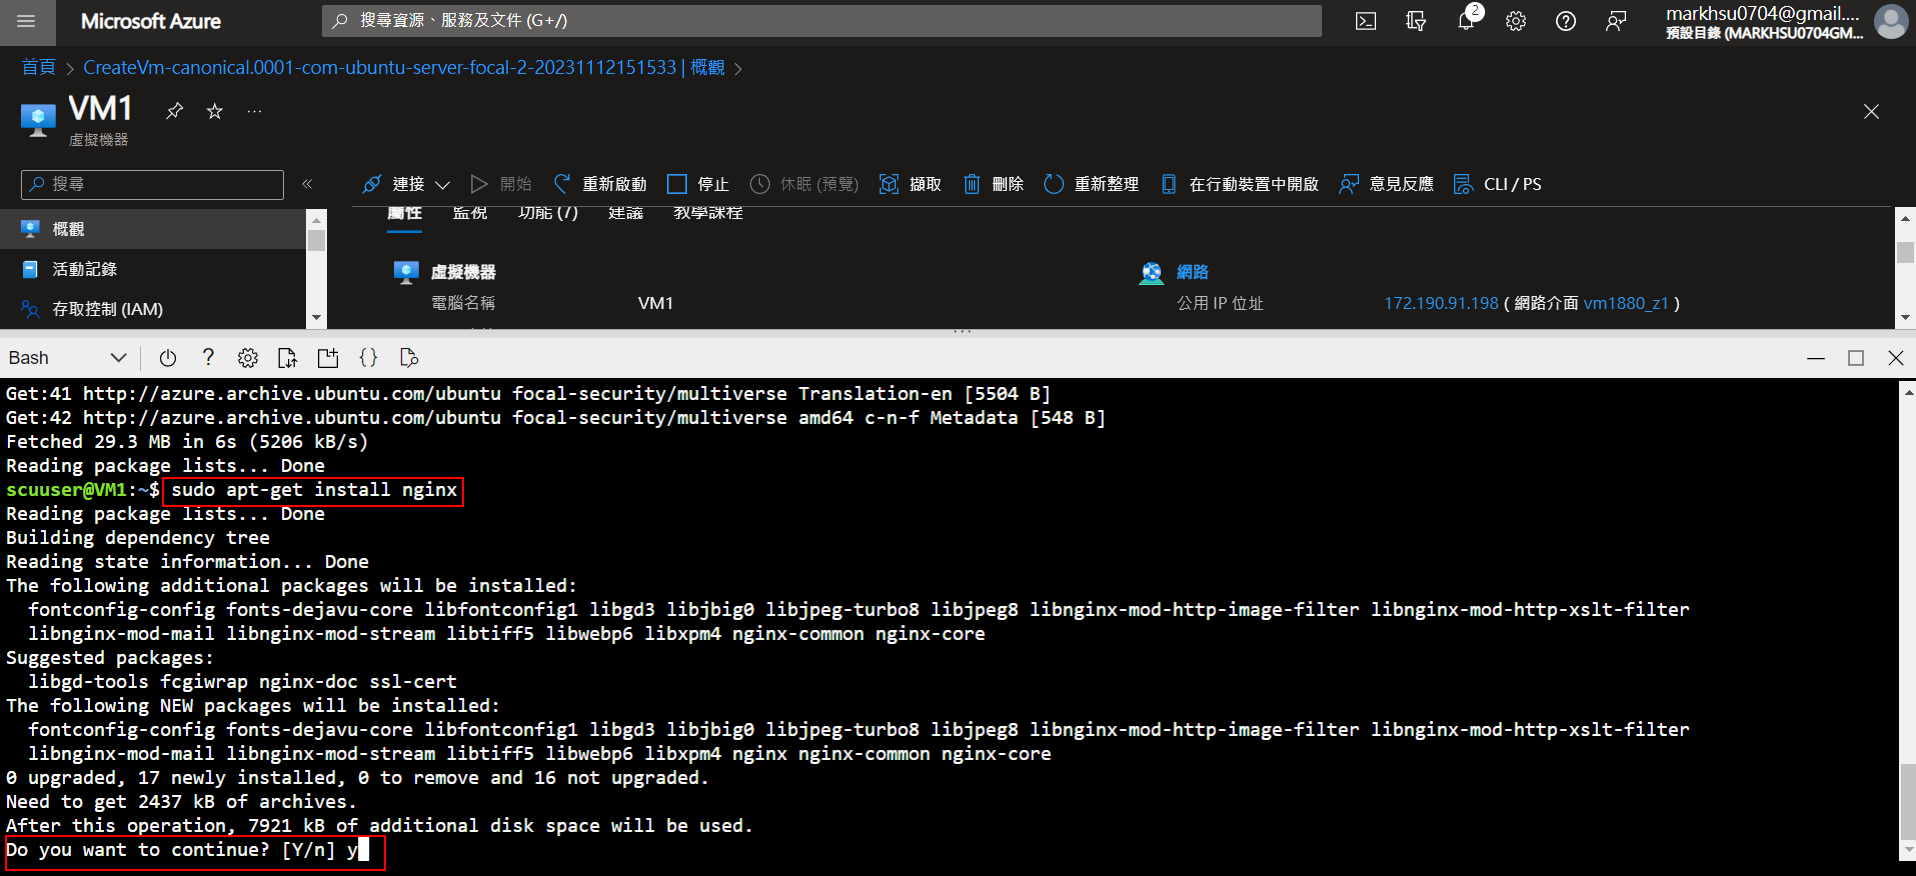 Microsoft Azure
搜尋資源、服務及文件 (G+/)
2
markhsu0704@gmail....
預設目錄 (MARKHSU0704GM...
首頁 > CreateVm-canonical.0001-com-ubuntu-server-focal-2-20231112151533 | 概觀 >
VM1
...
虛擬機器
搜尋
«
連接
開始
重新啟動
停止
休眠 (預覽)
擷取
刪除
重新整理
在行動裝置中開啟
意見反應
CLI / PS
概觀
活動記錄
存取控制 (IAM)
屬性
監視
功能 (7)
建議
教學課程
虛擬機器
電腦名稱 VM1
網路
公用 IP 位址 172.190.91.198 ( 網路介面 vm1880_z1 )
Bash
Get:41 http://azure.archive.ubuntu.com/ubuntu focal-security/multiverse Translation-en [5504 B]
Get:42 http://azure.archive.ubuntu.com/ubuntu focal-security/multiverse amd64 c-n-f Metadata [548 B]
Fetched 29.3 MB in 6s (5206 kB/s)
Reading package lists... Done
scuuser@VM1:~$ sudo apt-get install nginx
Reading package lists... Done
Building dependency tree
Reading state information... Done
The following additional packages will be installed:
fontconfig-config fonts-dejavu-core libfontconfig1 libgd3 libjbig0 libjpeg-turbo8 libjpeg8 libnginx-mod-http-image-filter libnginx-mod-http-xslt-filter
libnginx-mod-mail libnginx-mod-stream libtiff5 libwebp6 libxpm4 nginx-common nginx-core
Suggested packages:
libgd-tools fcgiwrap nginx-doc ssl-cert
The following NEW packages will be installed:
fontconfig-config fonts-dejavu-core libfontconfig1 libgd3 libjbig0 libjpeg-turbo8 libjpeg8 libnginx-mod-http-image-filter libnginx-mod-http-xslt-filter
libnginx-mod-mail libnginx-mod-stream libtiff5 libwebp6 libxpm4 nginx nginx-common nginx-core
0 upgraded, 17 newly installed, 0 to remove and 16 not upgraded.
Need to get 2437 kB of archives.
After this operation, 7921 kB of additional disk space will be used.
Do you want to continue? [Y/n] y